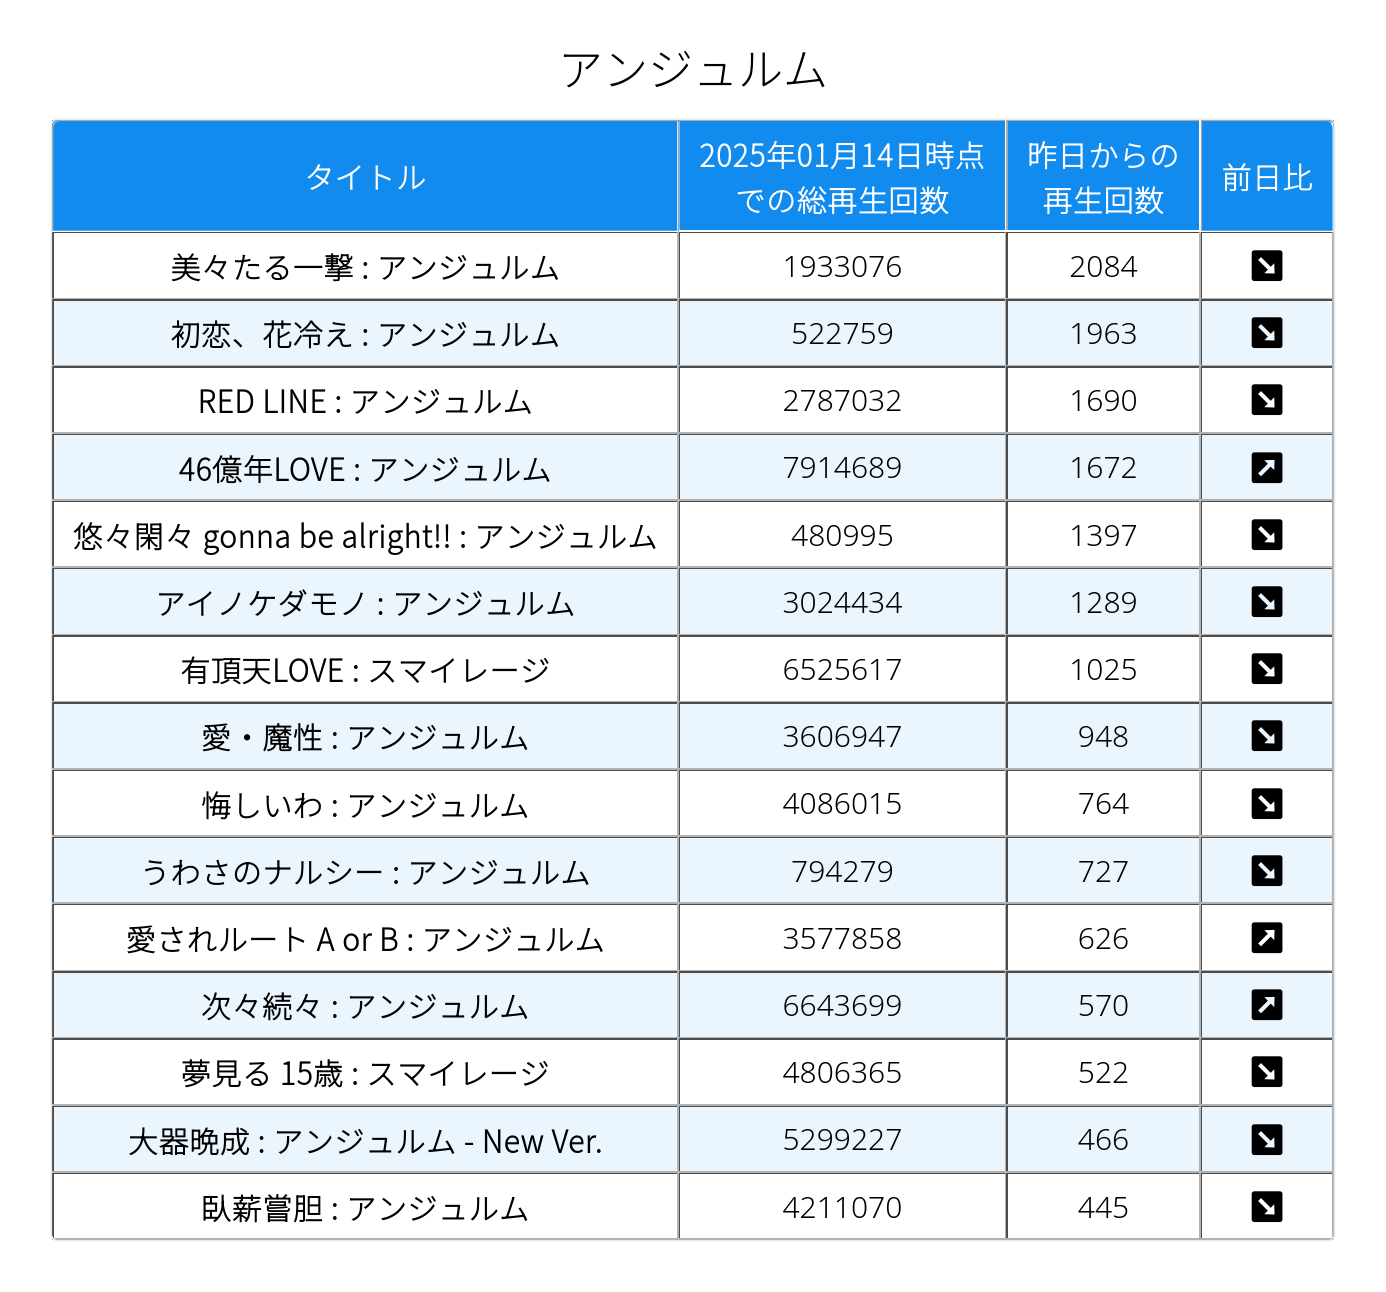 アンジュルム
タイトル 2025年01月14日時点での総再生回数 昨日からの再生回数 前日比
美々たる一撃 : アンジュルム 1933076 2084 ↘
初恋、花冷え : アンジュルム 522759 1963 ↘
RED LINE : アンジュルム 2787032 1690 ↘
46億年LOVE : アンジュルム 7914689 1672 ↗
悠々閑々 gonna be alright!! : アンジュルム 480995 1397 ↘
アイノケダモノ : アンジュルム 3024434 1289 ↘
有頂天LOVE : スマイレージ 6525617 1025 ↘
愛・魔性 : アンジュルム 3606947 948 ↘
悔しいわ : アンジュルム 4086015 764 ↘
うわさのナルシー : アンジュルム 794279 727 ↘
愛されルート A or B : アンジュルム 3577858 626 ↗
次々続々 : アンジュルム 6643699 570 ↗
夢見る 15歳 : スマイレージ 4806365 522 ↘
大器晩成 : アンジュルム - New Ver. 5299227 466 ↘
臥薪嘗胆 : アンジュルム 4211070 445 ↘